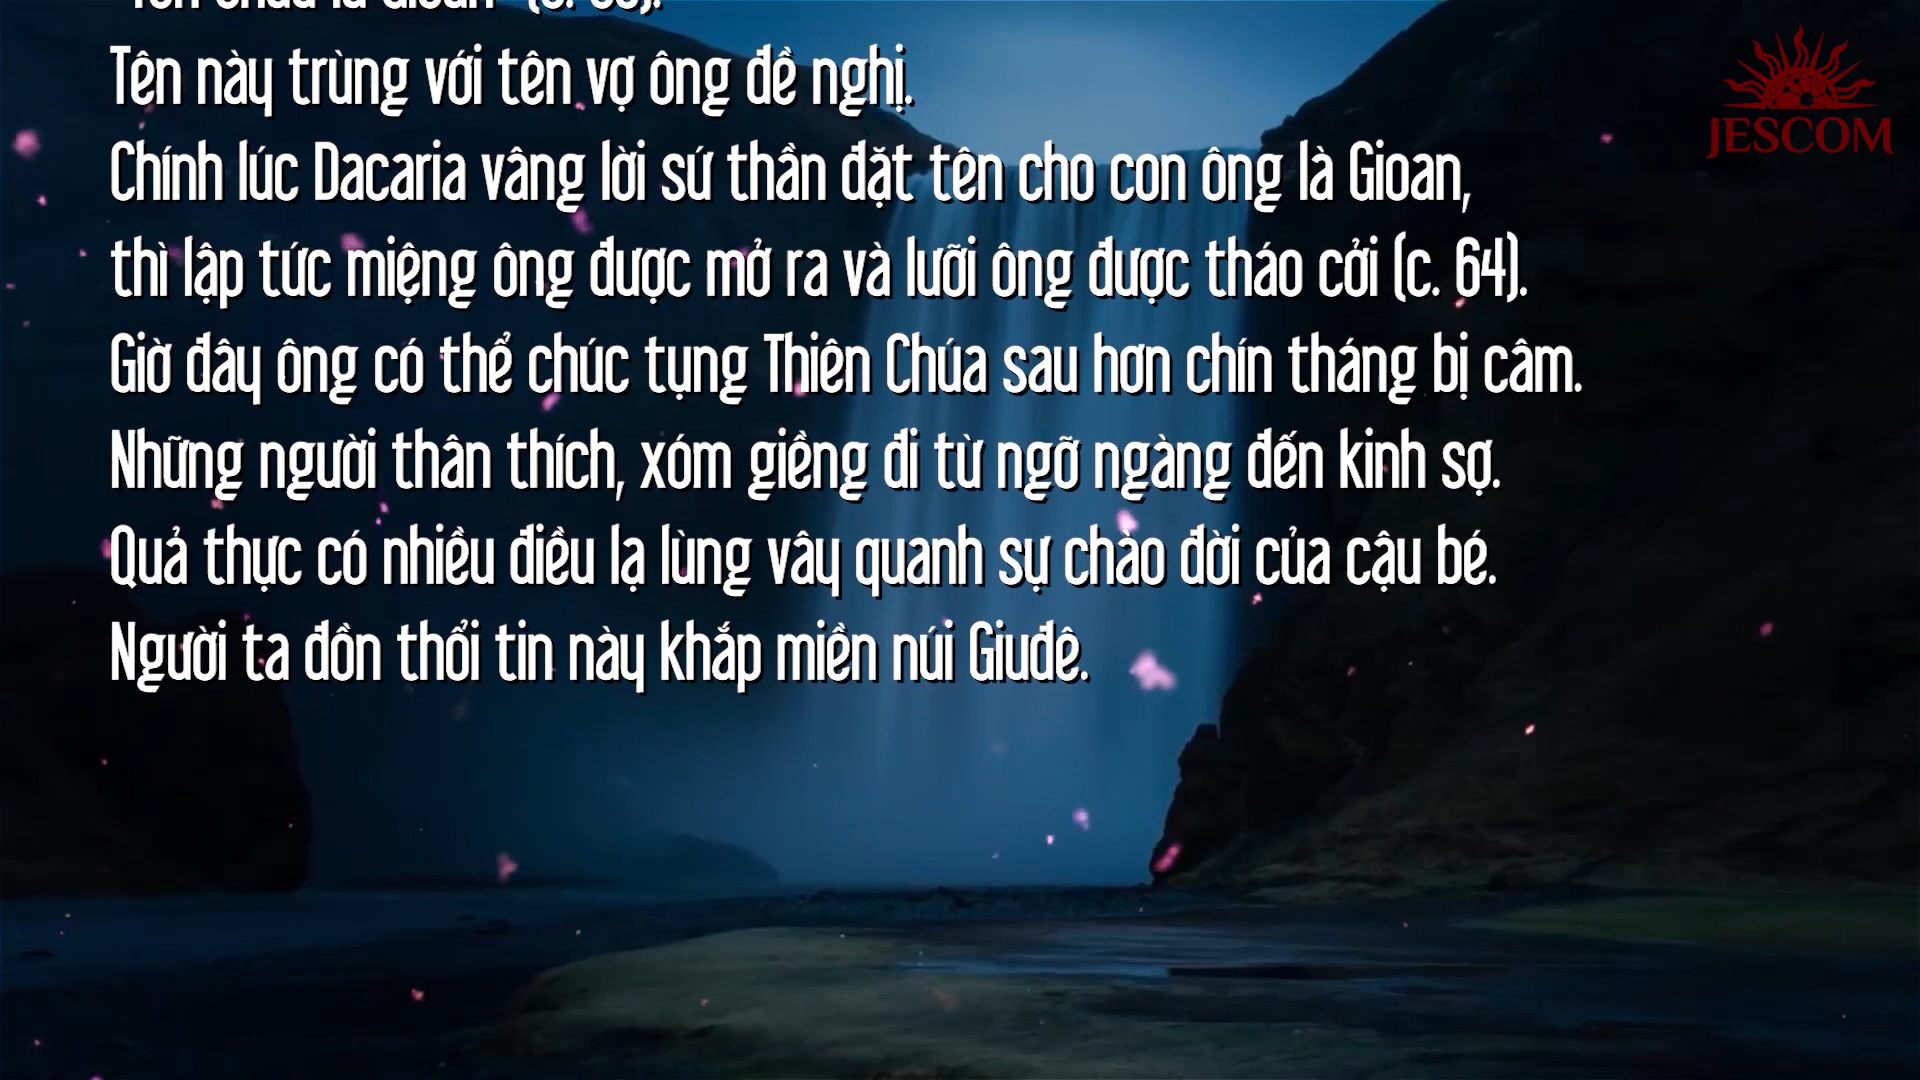 Tên này trùng với tên vợ ông đề nghị.
Chính lúc Dacaria vâng lời sứ thần đặt tên cho con ông là Gioan,
thì lập tức miệng ông được mở ra và lưỡi ông được tháo cởi (c. 64).
Giờ đây ông có thể chúc tụng Thiên Chúa sau hơn chín tháng bị câm.
Những người thân thích, xóm giềng đi từ ngỡ ngàng đến kinh sợ.
Quả thực có nhiều điều lạ lùng vây quanh sự chào đời của cậu bé.
Người ta đồn thổi tin này khắp miền núi Giuđê.
JESCOM